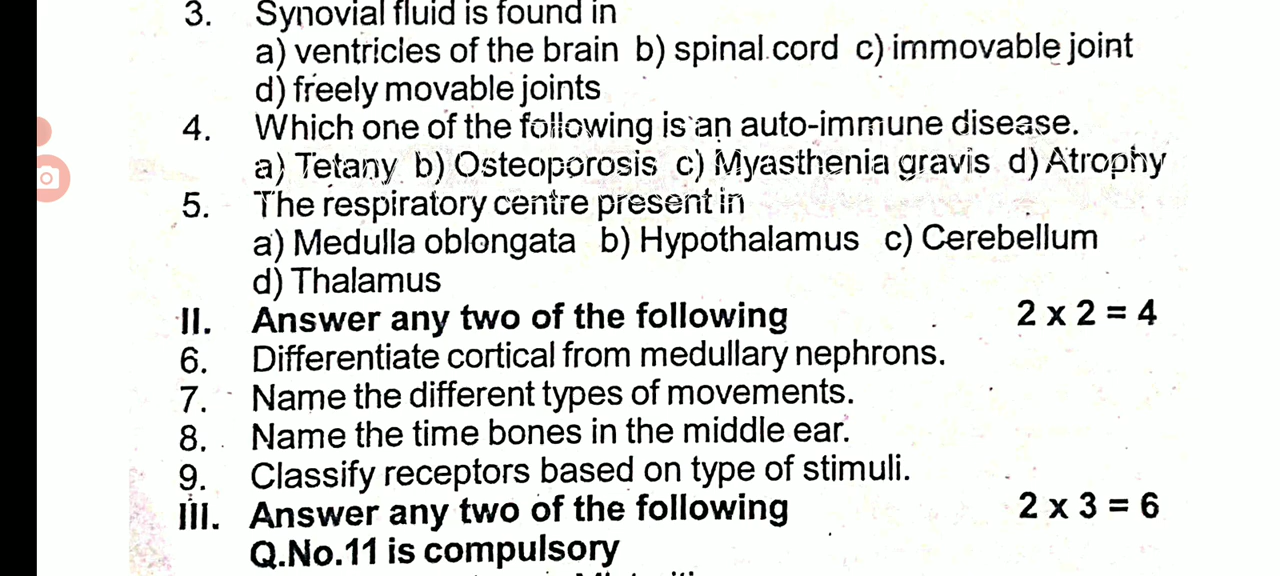 3. Synovial fluid is found in
a) ventricles of the brain b) spinal cord c) immovable joint
d) freely movable joints
4. Which one of the following is an auto-immune disease.
a) Tetany b) Osteoporosis c) Myasthenia gravis d) Atrophy
5. The respiratory centre present in
a) Medulla oblongata b) Hypothalamus c) Cerebellum
d) Thalamus
II. Answer any two of the following 2 x 2 = 4
6. Differentiate cortical from medullary nephrons.
7. Name the different types of movements.
8. Name the time bones in the middle ear.
9. Classify receptors based on type of stimuli.
III. Answer any two of the following 2 x 3 = 6
Q.No.11 is compulsory